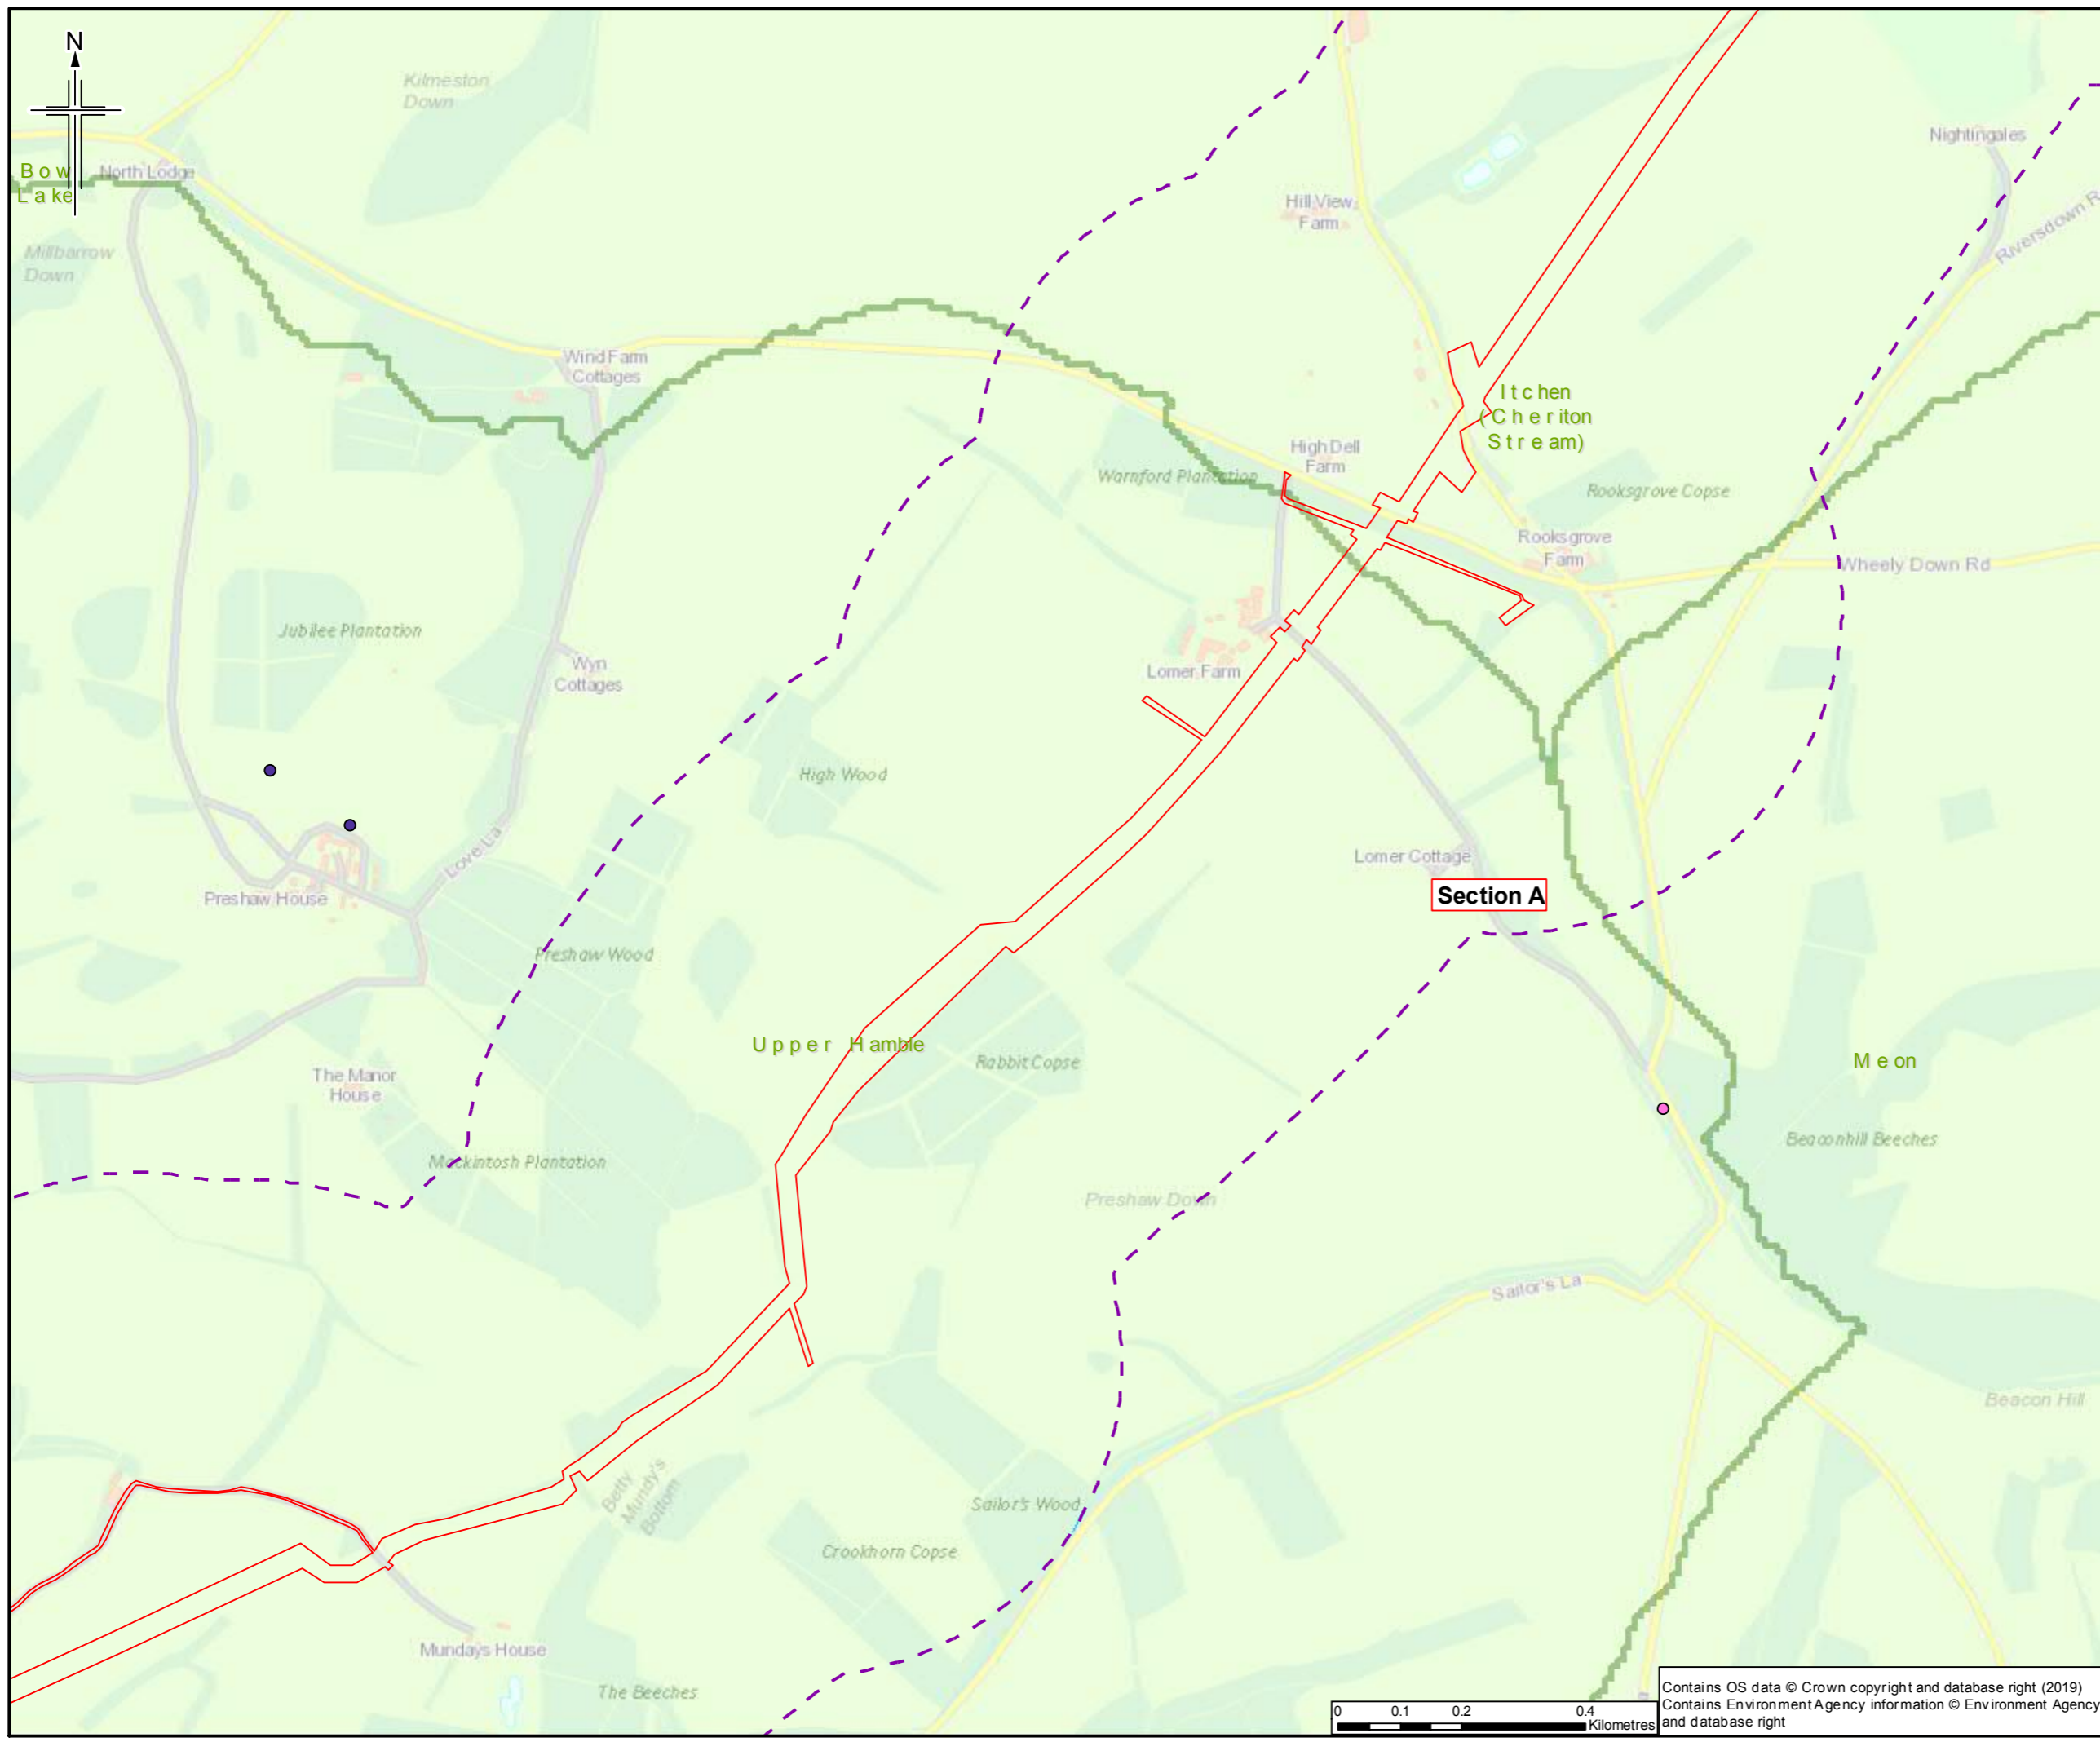 N
Kilmeston
Down
Bow
Lake
North Lodge
Nightingales
Hill View
Farm
Riversdown R
Millbarrow
Down
Wind Farm
Cottages
Itchen
(Cheriton
Stream)
High Dell
Farm
Warnford Plantation
Rooksgrove Copse
Rooksgrove
Farm
Wheely Down Rd
Jubilee Plantation
Wyn
Cottages
Lomer Farm
High Wood
Love La
Lomer Cottage
Section A
Preshaw House
Preshaw Wood
Upper Hamble
Rabbit Copse
Meon
The Manor
House
Beaconhill Beeches
Mackintosh Plantation
Preshaw Down
Sailor's La
Beacon Hill
Betty
Mundy's
Bottom
Sailor's Wood
Crookhorn Copse
Mundays House
The Beeches
0 0.1 0.2 0.4
Kilometres
Contains OS data © Crown copyright and database right (2019)
Contains Environment Agency information © Environment Agency
and database right